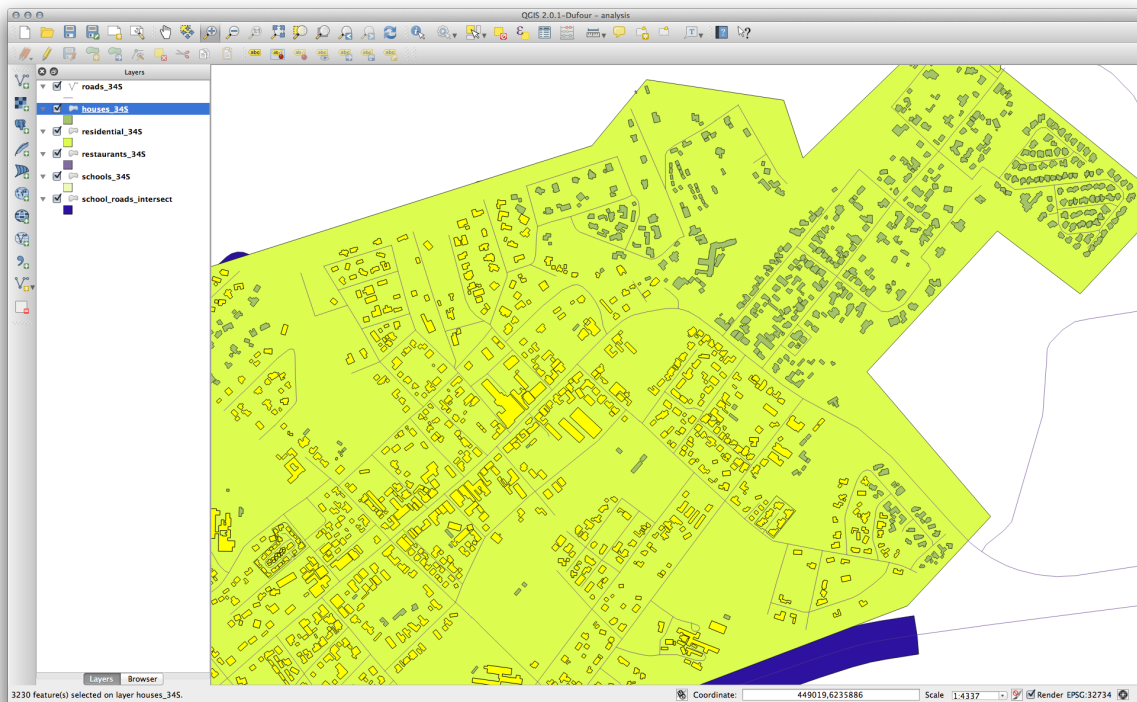 QGIS 2.0.1-Dufour - analysis
Layers
roads_34S
houses_34S
residential_34S
restaurants_34S
schools_34S
school_roads_intersect
Layers Browser
3230 feature(s) selected on layer houses_34S. Coordinate: 449019,6235886 Scale 1:4337 Render EPSG:32734